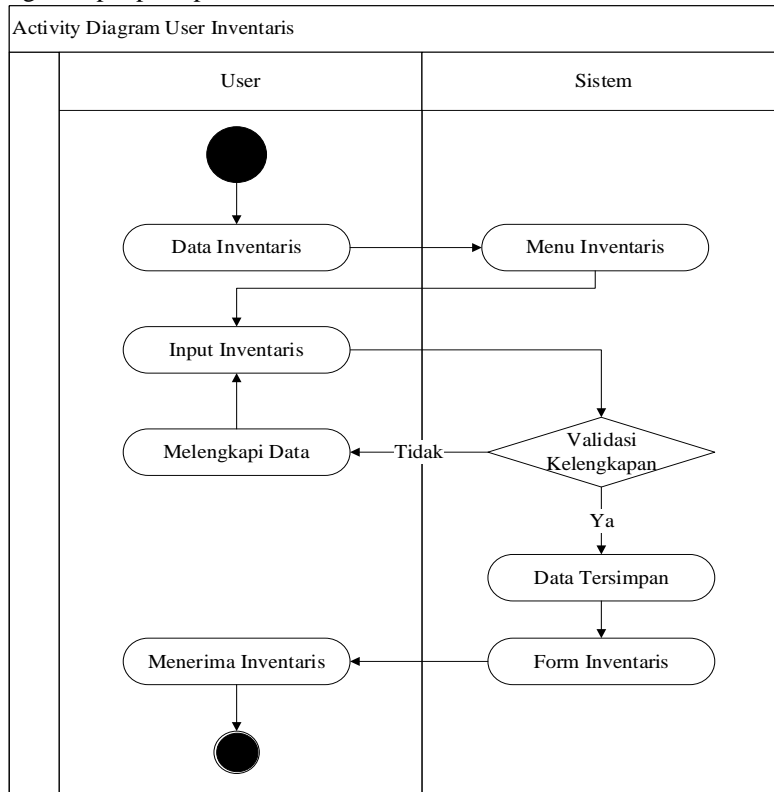 Activity Diagram User Inventaris
User
Sistem
Data Inventaris
Menu Inventaris
Input Inventaris
Melengkapi Data
Tidak
Validasi
Kelengkapan
Ya
Data Tersimpan
Menerima Inventaris
Form Inventaris